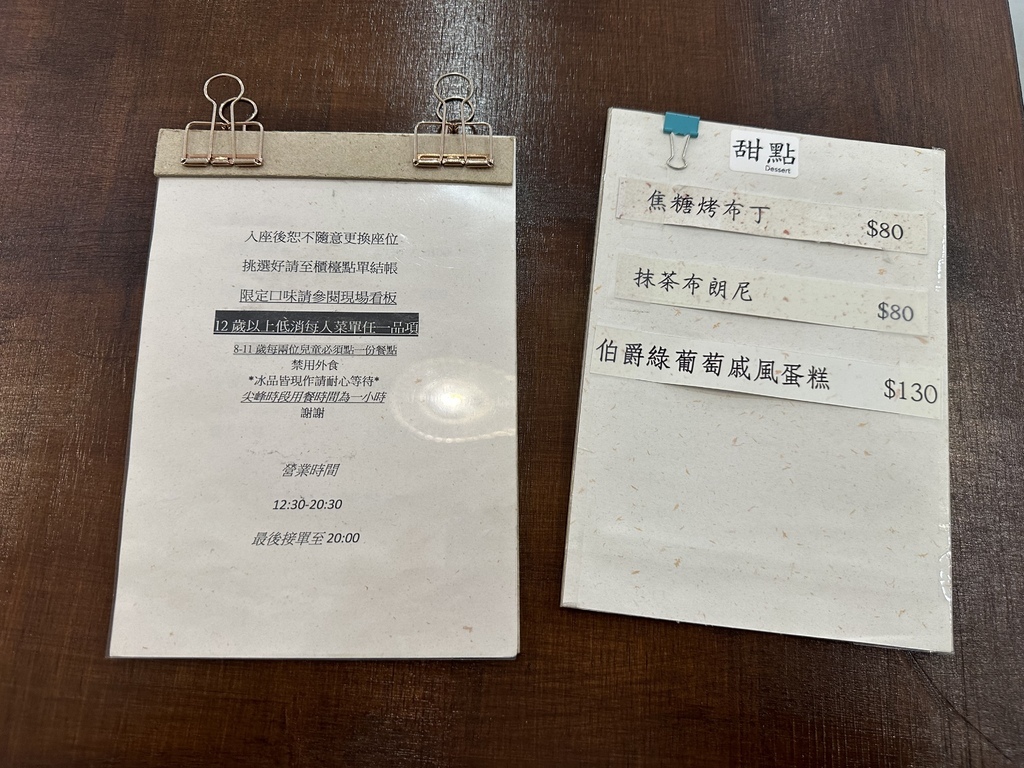 入座後恕不隨意更換座位
挑選好請至櫃檯點單結帳
限定口味請參閱現場看板
12歲以上低消每人菜單任一品項
8-11 歲每兩位兒童必須點一份餐點
禁用外食
*冰品皆現作請耐心等待*
尖峰時段用餐時間為一小時
謝謝
營業時間
12:30-20:30
最後接單至 20:00
甜點
Dessert
焦糖烤布丁 $80
抹茶布朗尼 $80
伯爵綠葡萄戚風蛋糕 $130